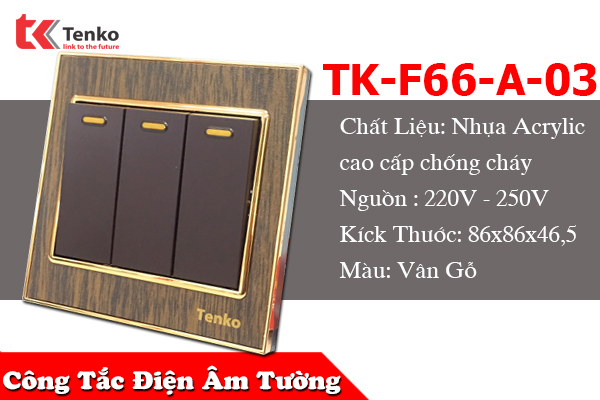 tk Tenko
link to the future
TK-F66-A-03
Chất Liệu: Nhựa Acrylic
cao cấp chống cháy
Nguồn : 220V - 250V
Kích Thước: 86x86x46,5
Màu: Vân Gỗ
Tenko
Công Tắc Điện Âm Tường